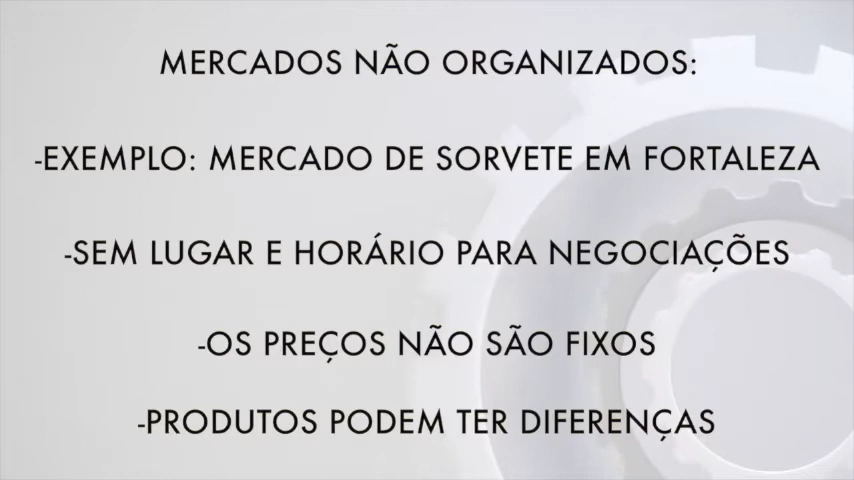 MERCADOS NÃO ORGANIZADOS:
-EXEMPLO: MERCADO DE SORVETE EM FORTALEZA
-SEM LUGAR E HORÁRIO PARA NEGOCIAÇÕES
-OS PREÇOS NÃO SÃO FIXOS
-PRODUTOS PODEM TER DIFERENÇAS